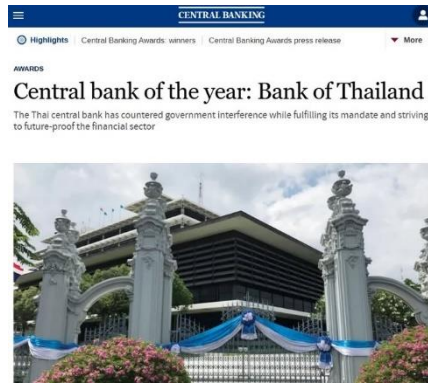 CENTRAL BANKING
Highlights Central Banking Awards: winners Central Banking Awards press release More
AWARDS
Central bank of the year: Bank of Thailand
The Thai central bank has countered government interference while fulfilling its mandate and striving
to future-proof the financial sector